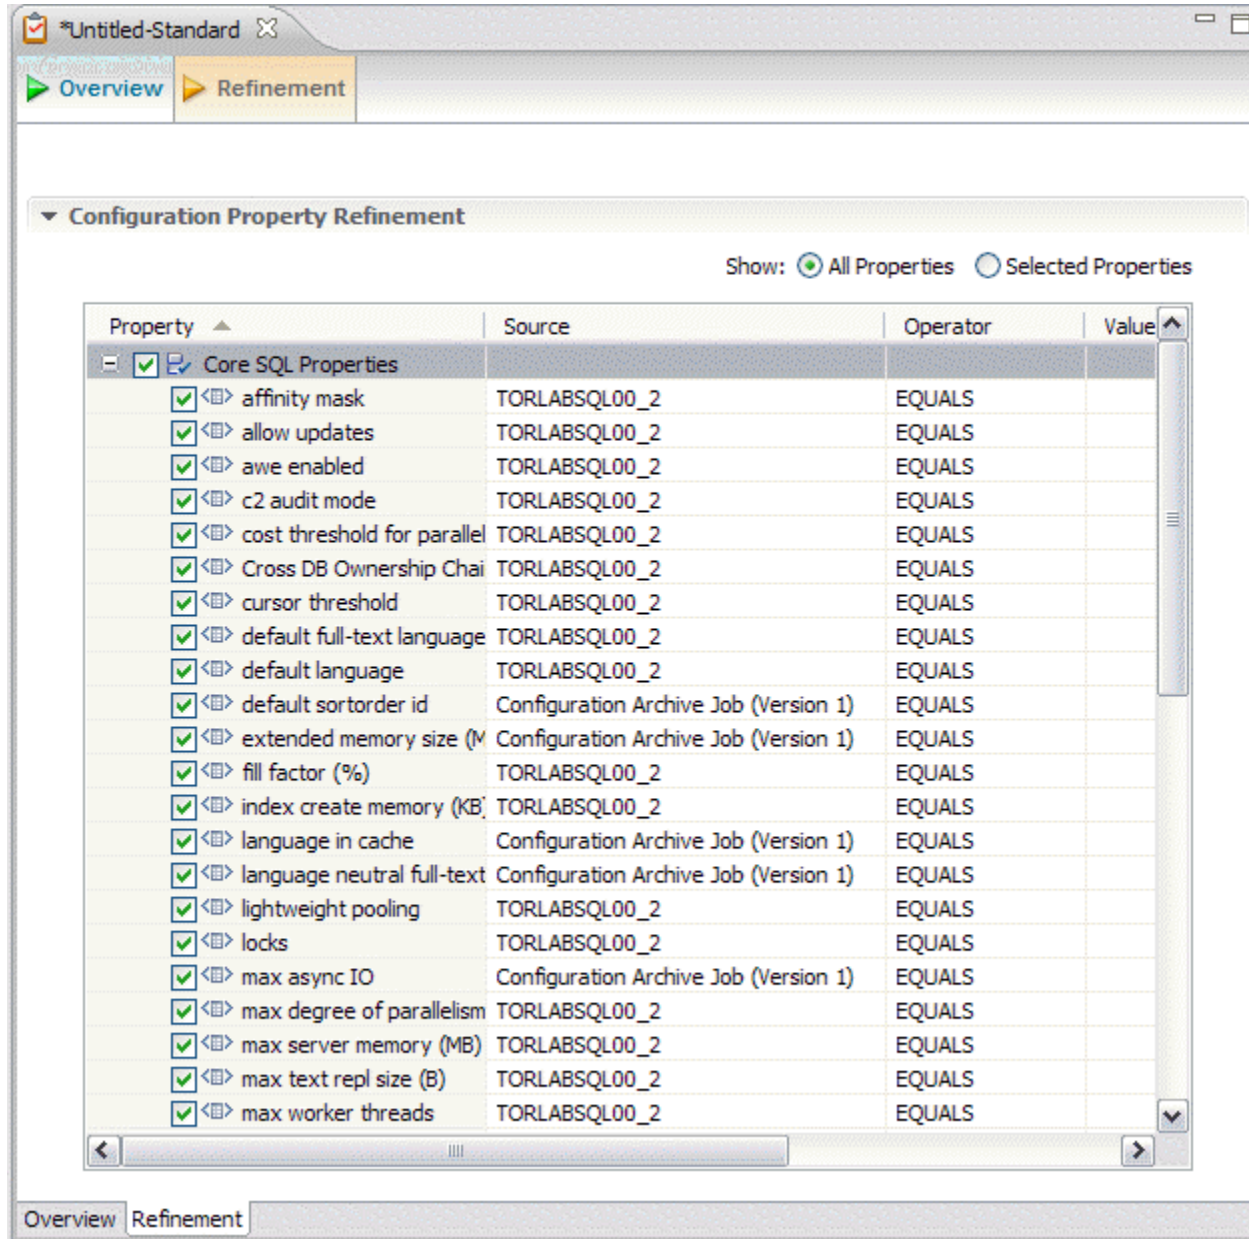 *Untitled-Standard
Overview Refinement
Configuration Property Refinement
Show: All Properties Selected Properties
Property Source Operator Value
Core SQL Properties
affinity mask TORLABSQL00_2 EQUALS
allow updates TORLABSQL00_2 EQUALS
awe enabled TORLABSQL00_2 EQUALS
c2 audit mode TORLABSQL00_2 EQUALS
cost threshold for parallel TORLABSQL00_2 EQUALS
Cross DB Ownership Chai TORLABSQL00_2 EQUALS
cursor threshold TORLABSQL00_2 EQUALS
default full-text language TORLABSQL00_2 EQUALS
default language TORLABSQL00_2 EQUALS
default sortorder id Configuration Archive Job (Version 1) EQUALS
extended memory size (M Configuration Archive Job (Version 1) EQUALS
fill factor (%) TORLABSQL00_2 EQUALS
index create memory (KB) TORLABSQL00_2 EQUALS
language in cache Configuration Archive Job (Version 1) EQUALS
language neutral full-text Configuration Archive Job (Version 1) EQUALS
lightweight pooling TORLABSQL00_2 EQUALS
locks TORLABSQL00_2 EQUALS
max async IO Configuration Archive Job (Version 1) EQUALS
max degree of parallelism TORLABSQL00_2 EQUALS
max server memory (MB) TORLABSQL00_2 EQUALS
max text repl size (B) TORLABSQL00_2 EQUALS
max worker threads TORLABSQL00_2 EQUALS
Overview Refinement